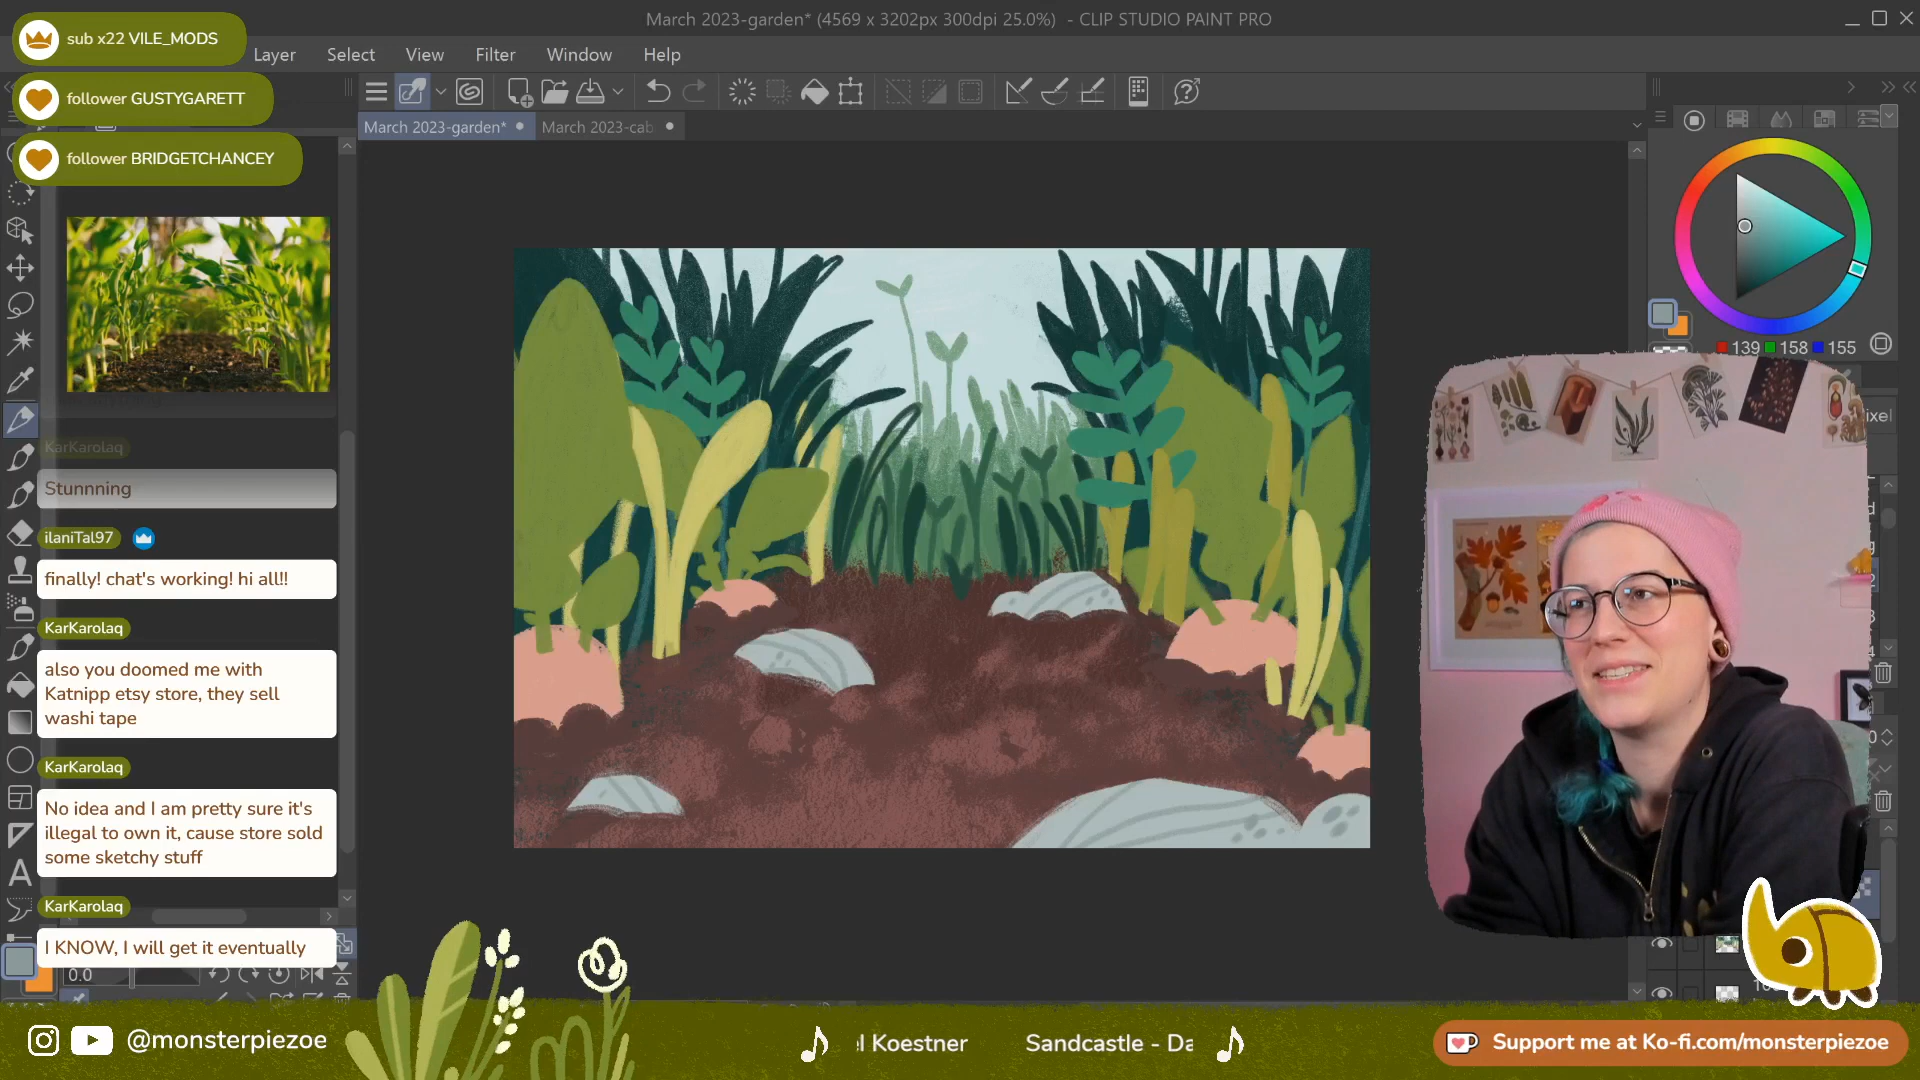 March 2023-garden* (4569 x 3202px 300dpi 25.0%) - CLIP STUDIO PAINT PRO
sub x22 VILE_MODS
Layer Select View Filter Window Help
follower GUSTYGARETT
March 2023-garden* March 2023-cab
follower BRIDGETCHANCEY
139 158 155
KarKarolaq
Stunnning
ilaniTal97
finally! chat's working! hi all!!
KarKarolaq
also you doomed me with
Katnipp etsy store, they sell
washi tape
KarKarolaq
No idea and I am pretty sure it's
illegal to own it, cause store sold
some sketchy stuff
KarKarolaq
I KNOW, I will get it eventually
0.0
@monsterpiezoe
l Koestner Sandcastle - Da
Support me at Ko-fi.com/monsterpiezoe